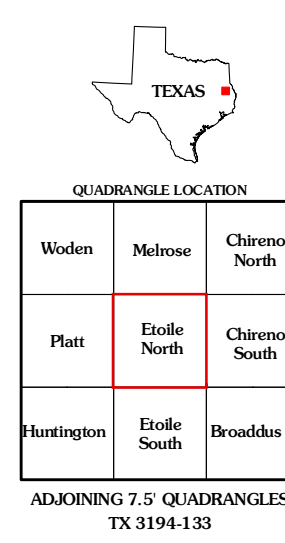 TEXAS
QUADRANGLE LOCATION
Woden
Melrose
Chireno
North
Platt
Etoile
North
Chireno
South
Huntington
Etoile
South
Broaddus
ADJOINING 7.5' QUADRANGLES
TX 3194-133